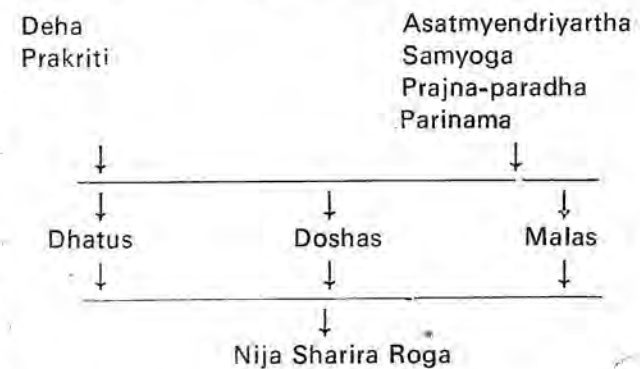 Deha
Prakriti
Asatmyendriyartha
Samyoga
Prajna-paradha
Parinama
Dhatus Doshas Malas
Nija Sharira Roga